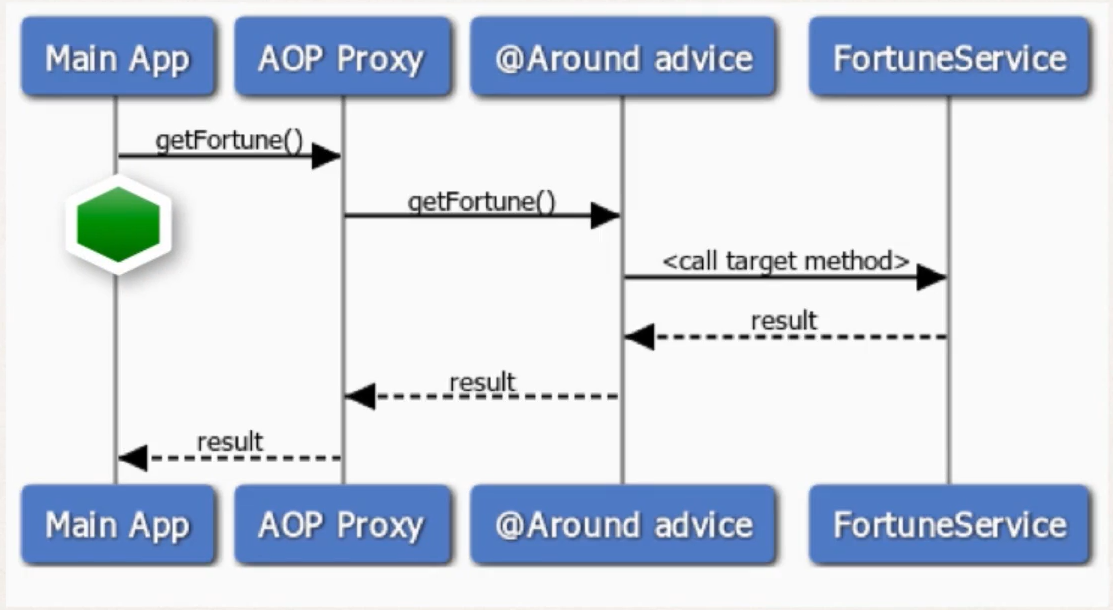 Main App
AOP Proxy
@Around advice
FortuneService
getFortune()
getFortune()
<call target method>
result
result
result
Main App
AOP Proxy
@Around advice
FortuneService